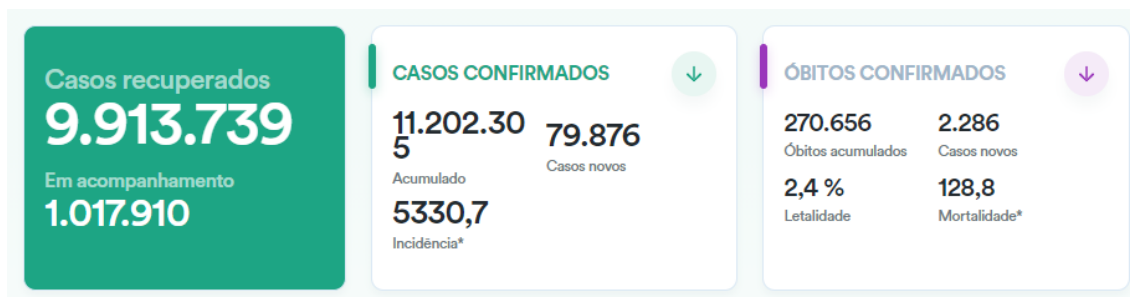 Casos recuperados
9.913.739
Em acompanhamento
1.017.910
CASOS CONFIRMADOS
11.202.30
5
Acumulado
79.876
Casos novos
5330,7
Incidência*
ÓBITOS CONFIRMADOS
270.656
Óbitos acumulados
2.286
Casos novos
2,4 %
Letalidade
128,8
Mortalidade*